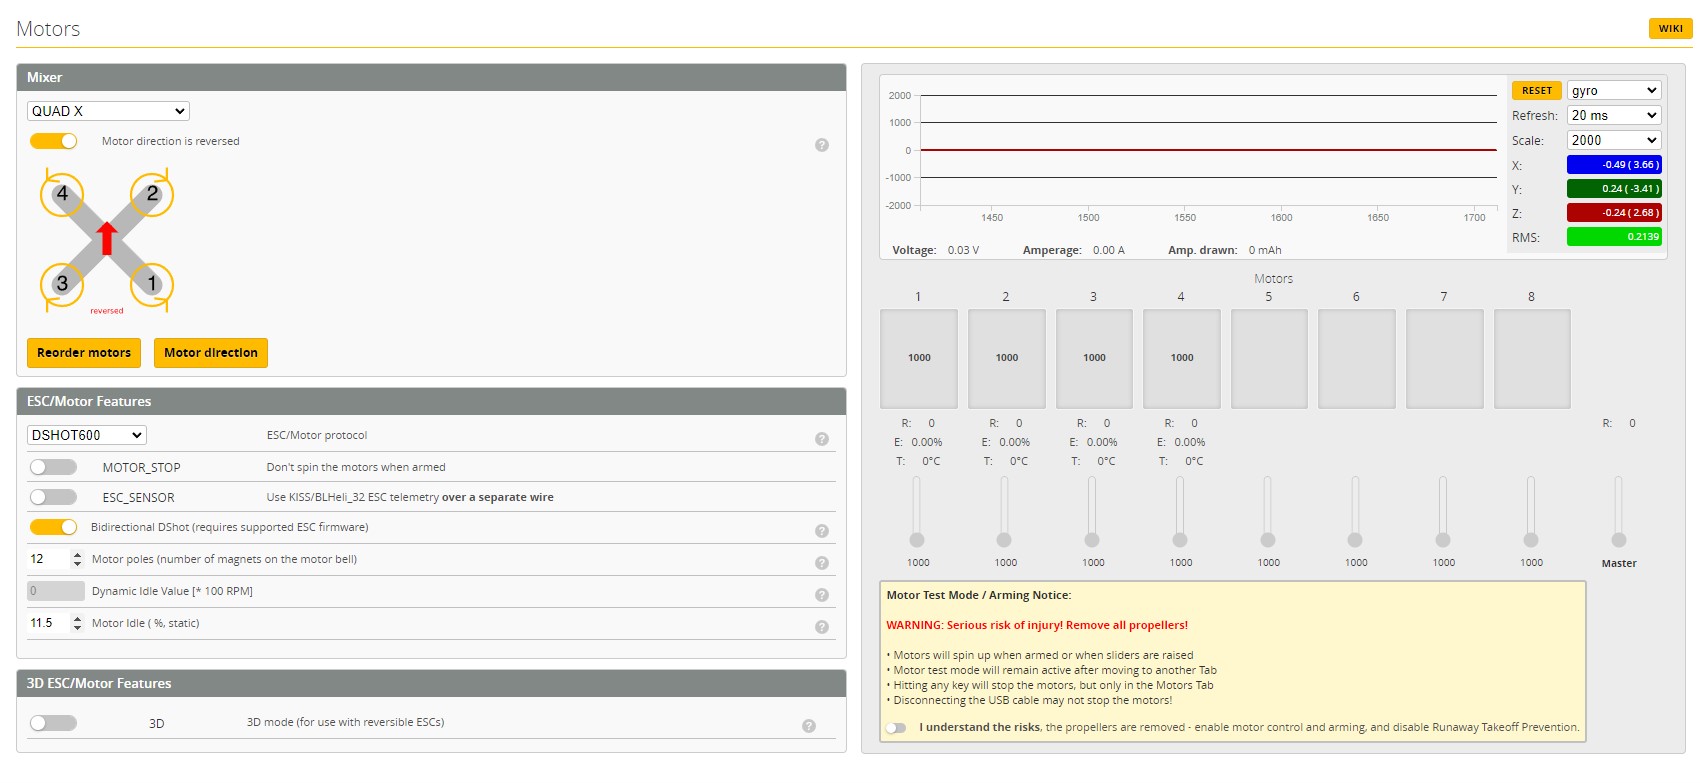 Motors
WIKI
Mixer
QUAD X
Motor direction is reversed
?
4
2
3
1
reversed
Reorder motors
Motor direction
ESC/Motor Features
DSHOT600
ESC/Motor protocol
?
MOTOR_STOP
Don't spin the motors when armed
ESC_SENSOR
Use KISS/BLHeli_32 ESC telemetry over a separate wire
Bidirectional DShot (requires supported ESC firmware)
?
12
Motor poles (number of magnets on the motor bell)
?
0
Dynamic Idle Value [* 100 RPM]
?
11.5
Motor Idle ( %, static)
?
3D ESC/Motor Features
3D
3D mode (for use with reversible ESCs)
?
2000
1000
0
-1000
-2000
1450 1500 1550 1600 1650 1700
Voltage: 0.03 V
Amperage: 0.00 A
Amp. drawn: 0 mAh
RESET
gyro
Refresh:
20 ms
Scale:
2000
X:
-0.49 ( 3.66 )
Y:
0.24 ( -3.41 )
Z:
-0.24 ( 2.68 )
RMS:
0.2139
Motors
1 2 3 4 5 6 7 8
1000 1000 1000 1000
R: 0 R: 0 R: 0 R: 0 R: 0
E: 0.00% E: 0.00% E: 0.00% E: 0.00%
T: 0°C T: 0°C T: 0°C T: 0°C
1000 1000 1000 1000 1000 1000 1000 1000 Master
Motor Test Mode / Arming Notice:
WARNING: Serious risk of injury! Remove all propellers!
• Motors will spin up when armed or when sliders are raised
• Motor test mode will remain active after moving to another Tab
• Hitting any key will stop the motors, but only in the Motors Tab
• Disconnecting the USB cable may not stop the motors!
I understand the risks, the propellers are removed - enable motor control and arming, and disable Runaway Takeoff Prevention.